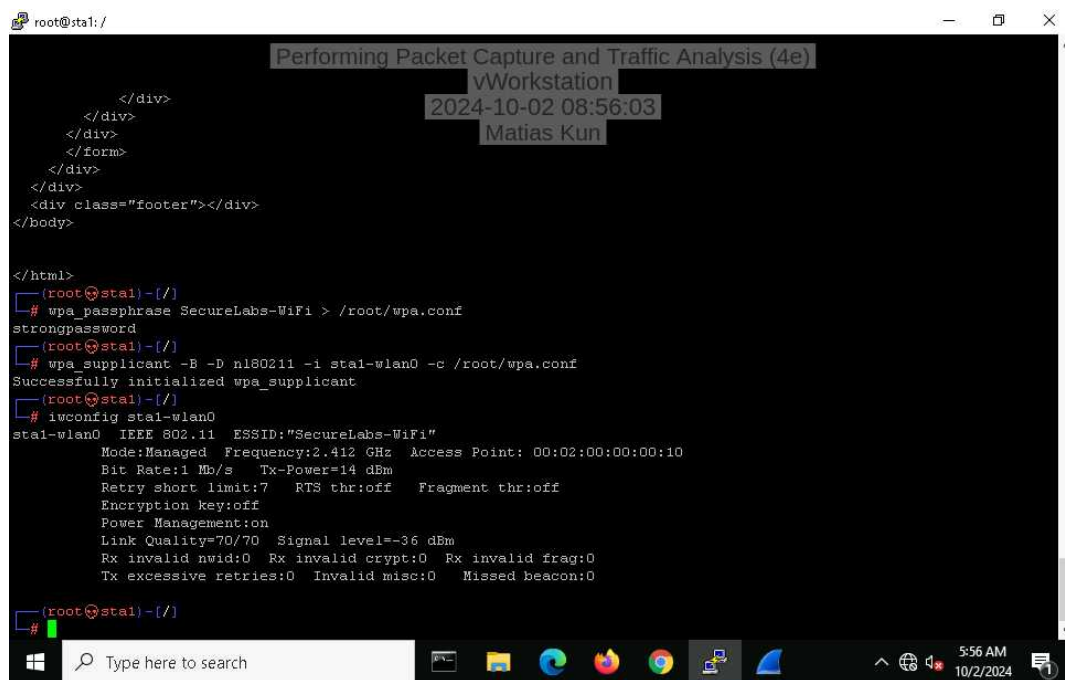 root@sta1: /
Performing Packet Capture and Traffic Analysis (4e)
vWorkstation
2024-10-02 08:56:03
Matias Kun
</div>
</div>
</div>
</form>
</div>
</div>
<div class="footer"></div>
</body>
</html>
(root💀sta1)-[/]
# wpa_passphrase SecureLabs-WiFi > /root/wpa.conf
strongpassword
(root💀sta1)-[/]
# wpa_supplicant -B -D nl80211 -i sta1-wlan0 -c /root/wpa.conf
Successfully initialized wpa_supplicant
(root💀sta1)-[/]
# iwconfig sta1-wlan0
sta1-wlan0  IEEE 802.11  ESSID:"SecureLabs-WiFi"
Mode:Managed  Frequency:2.412 GHz  Access Point: 00:02:00:00:00:10
Bit Rate:1 Mb/s   Tx-Power=14 dBm
Retry short limit:7   RTS thr:off   Fragment thr:off
Encryption key:off
Power Management:on
Link Quality=70/70  Signal level=-36 dBm
Rx invalid nwid:0  Rx invalid crypt:0  Rx invalid frag:0
Tx excessive retries:0  Invalid misc:0   Missed beacon:0
(root💀sta1)-[/]
#
Type here to search
5:56 AM
10/2/2024
1